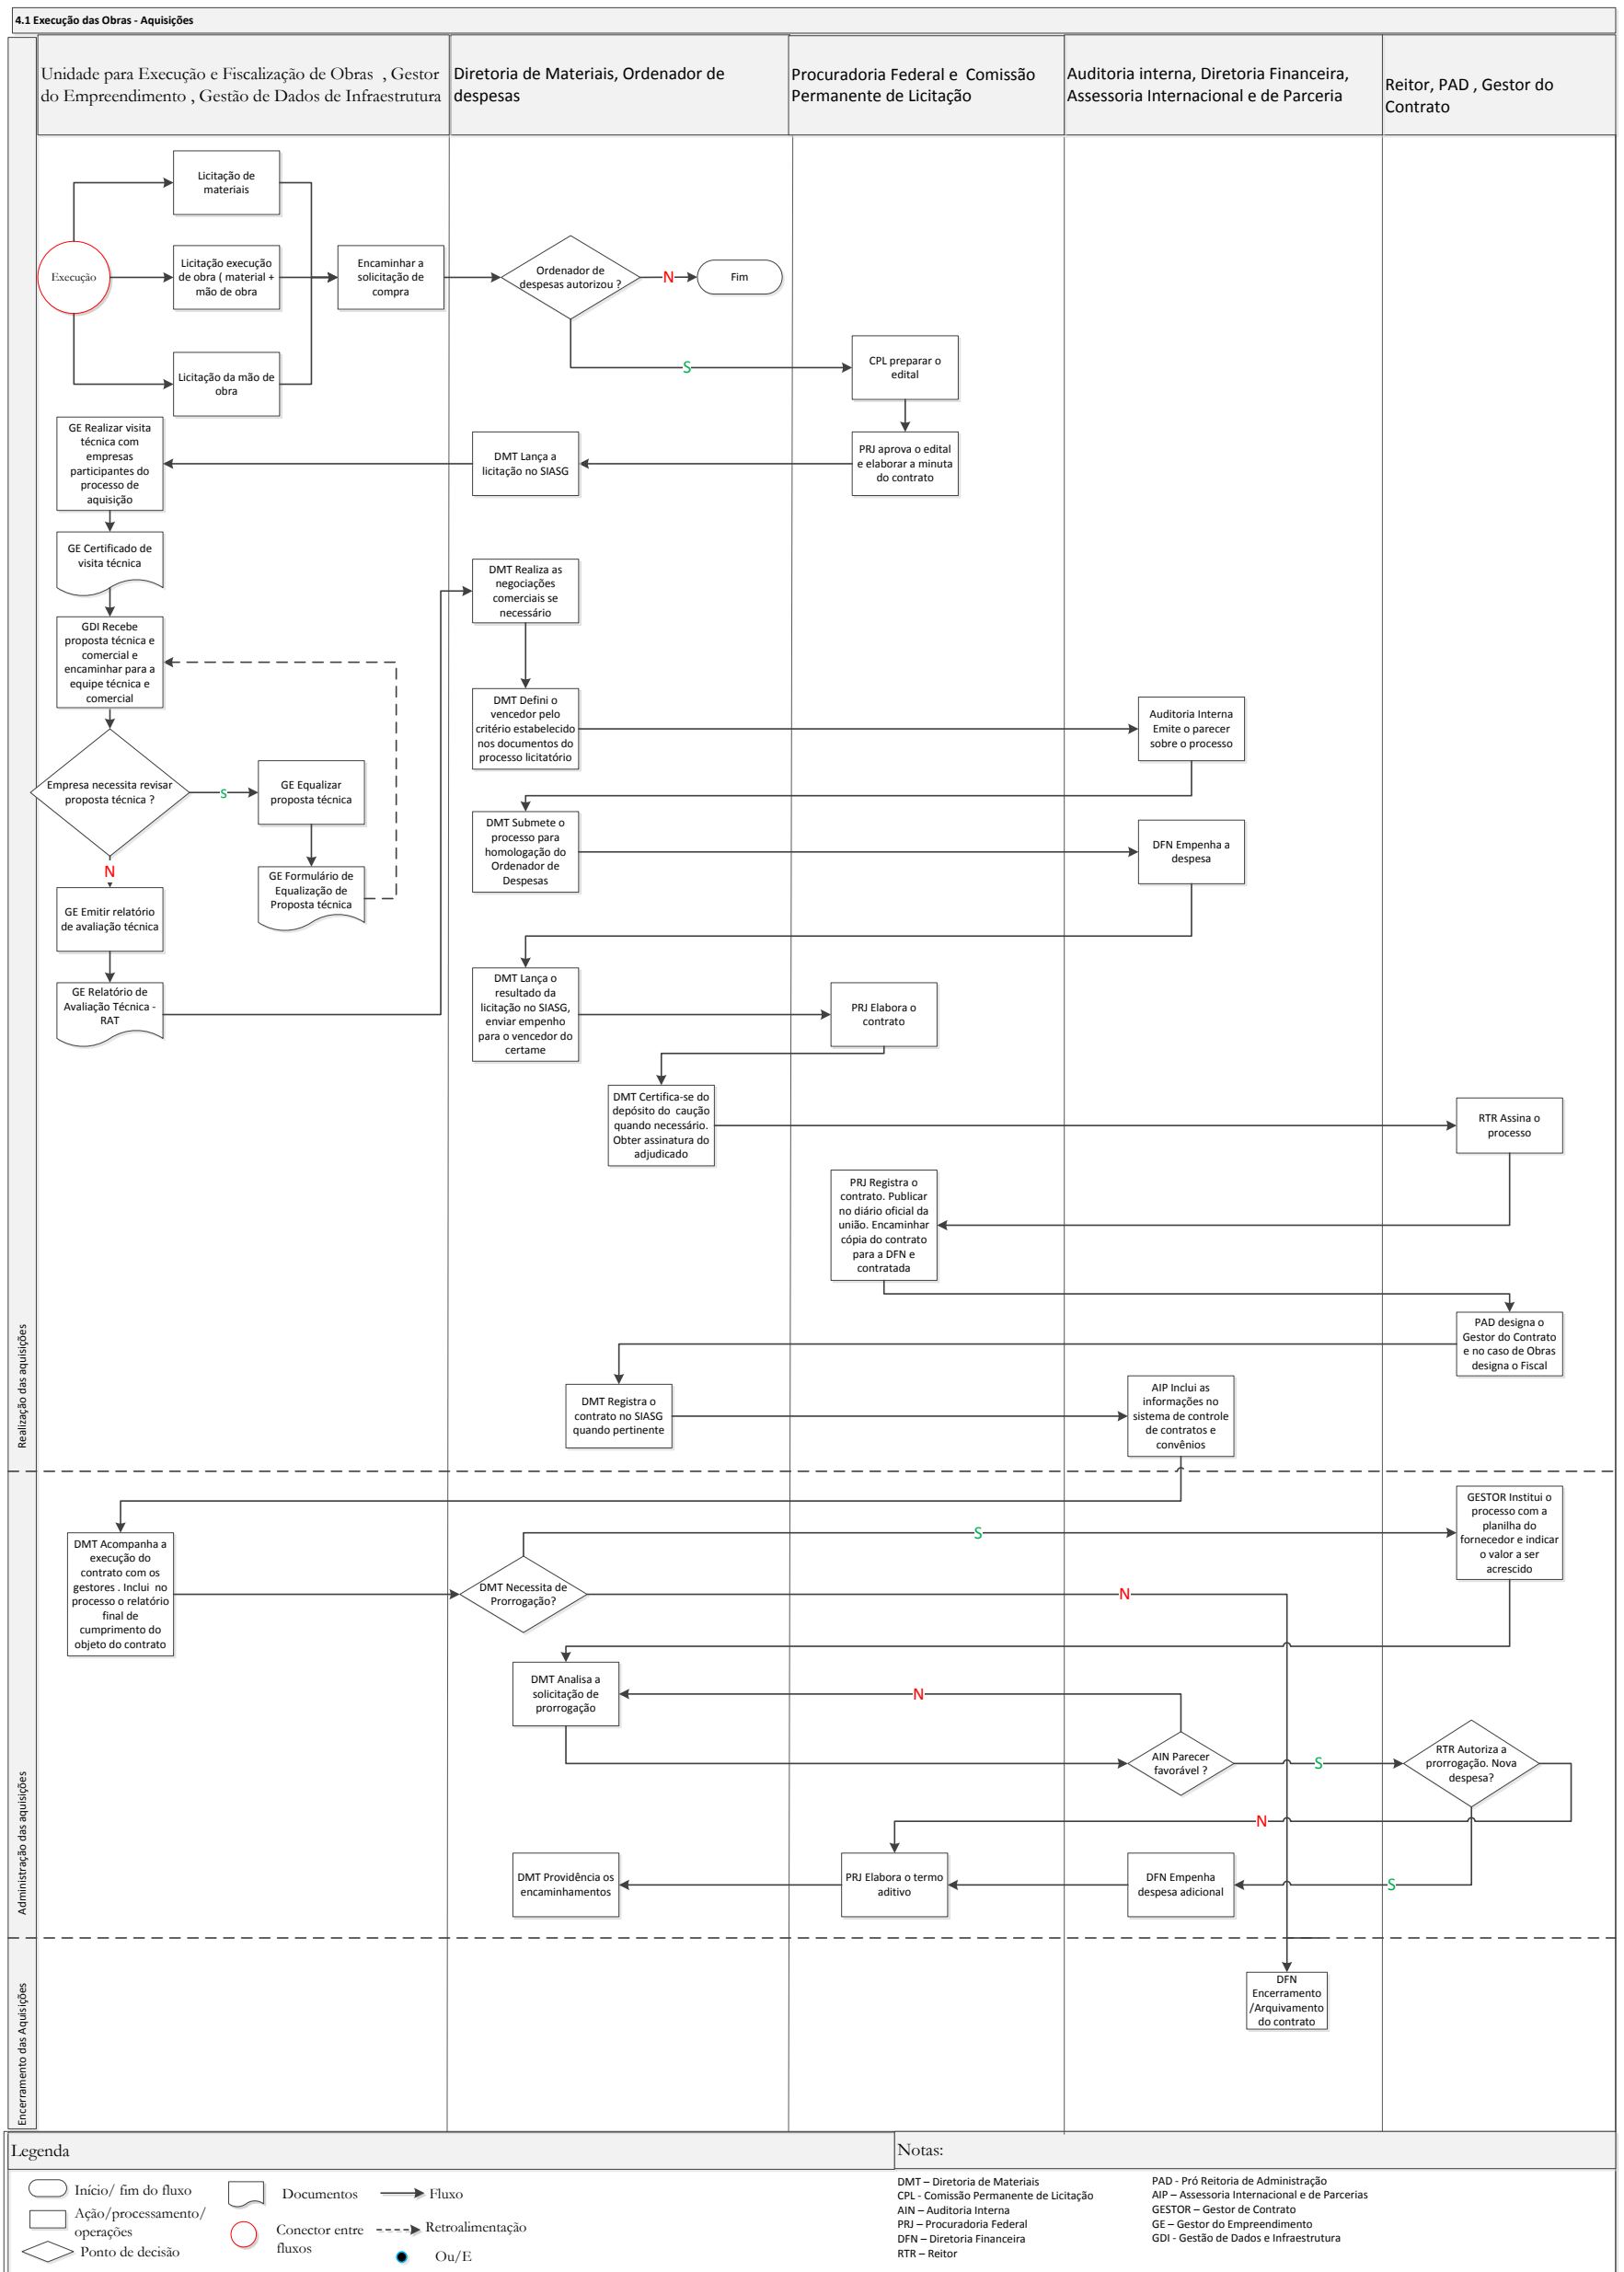 4.1 Execução das Obras - Aquisições
Unidade para Execução e Fiscalização de Obras , Gestor
do Empreendimento , Gestão de Dados de Infraestrutura
Diretoria de Materiais, Ordenador de
despesas
Procuradoria Federal e Comissão
Permanente de Licitação
Auditoria interna, Diretoria Financeira,
Assessoria Internacional e de Parceria
Reitor, PAD , Gestor do
Contrato
Realização das aquisições
Licitação de
materiais
Execução
Licitação execução
de obra ( material +
mão de obra
Encaminhar a
solicitação de
compra
Ordenador de
despesas autorizou ?
N
Fim
S
Licitação da mão de
obra
CPL preparar o
edital
PRJ aprova o edital
e elaborar a minuta
do contrato
DMT Lança a
licitação no SIASG
GE Realizar visita
técnica com
empresas
participantes do
processo de
aquisição
GE Certificado de
visita técnica
GDI Recebe
proposta técnica e
comercial e
encaminhar para a
equipe técnica e
comercial
Empresa necessita revisar
proposta técnica ?
S
GE Equalizar
proposta técnica
GE Formulário de
Equalização de
Proposta técnica
N
GE Emitir relatório
de avaliação técnica
GE Relatório de
Avaliação Técnica -
RAT
DMT Realiza as
negociações
comerciais se
necessário
DMT Defini o
vencedor pelo
critério estabelecido
nos documentos do
processo licitatório
Auditoria Interna
Emite o parecer
sobre o processo
DMT Submete o
processo para
homologação do
Ordenador de
Despesas
DFN Empenha a
despesa
DMT Lança o
resultado da
licitação no SIASG,
enviar empenho
para o vencedor do
certame
PRJ Elabora o
contrato
DMT Certifica-se do
depósito do caução
quando necessário.
Obter assinatura do
adjudicado
RTR Assina o
processo
PRJ Registra o
contrato. Publicar
no diário oficial da
união. Encaminhar
cópia do contrato
para a DFN e
contratada
PAD designa o
Gestor do Contrato
e no caso de Obras
designa o Fiscal
DMT Registra o
contrato no SIASG
quando pertinente
AIP Inclui as
informações no
sistema de controle
de contratos e
convênios
Administração das aquisições
DMT Acompanha a
execução do
contrato com os
gestores . Inclui no
processo o relatório
final de
cumprimento do
objeto do contrato
DMT Necessita de
Prorrogação?
S
N
GESTOR Institui o
processo com a
planilha do
fornecedor e indicar
o valor a ser
acrescido
DMT Analisa a
solicitação de
prorrogação
N
AIN Parecer
favorável ?
S
RTR Autoriza a
prorrogação. Nova
despesa?
N
S
DFN Empenha
despesa adicional
PRJ Elabora o termo
aditivo
DMT Providência os
encaminhamentos
Encerramento das Aquisições
DFN
Encerramento
/Arquivamento
do contrato
Legenda
Início/ fim do fluxo
Ação/processamento/
operações
Ponto de decisão
Documentos
Conector entre
fluxos
Fluxo
Retroalimentação
Ou/E
Notas:
DMT – Diretoria de Materiais
CPL - Comissão Permanente de Licitação
AIN – Auditoria Interna
PRJ – Procuradoria Federal
DFN – Diretoria Financeira
RTR – Reitor
PAD - Pró Reitoria de Administração
AIP – Assessoria Internacional e de Parcerias
GESTOR – Gestor de Contrato
GE – Gestor do Empreendimento
GDI - Gestão de Dados e Infraestrutura